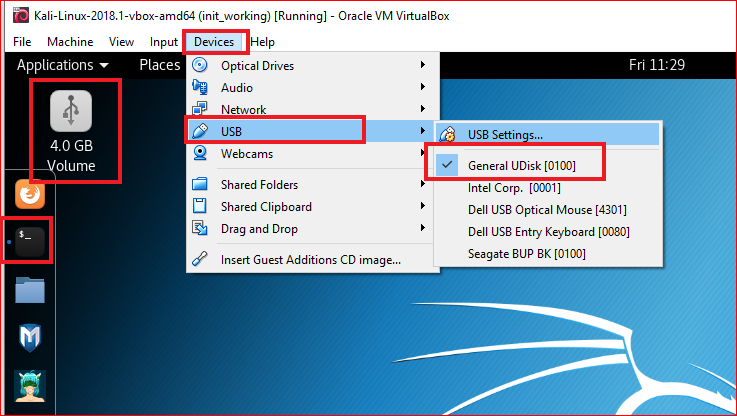 Kali-Linux-2018.1-vbox-amd64 (init_working) [Running] - Oracle VM VirtualBox
File Machine View Input Devices Help
Applications Places Fri 11:29
Optical Drives
Audio
Network
USB
Webcams
Shared Folders
Shared Clipboard
Drag and Drop
Insert Guest Additions CD image...
USB Settings...
General UDisk [0100]
Intel Corp. [0001]
Dell USB Optical Mouse [4301]
Dell USB Entry Keyboard [0080]
Seagate BUP BK [0100]
4.0 GB
Volume
$_